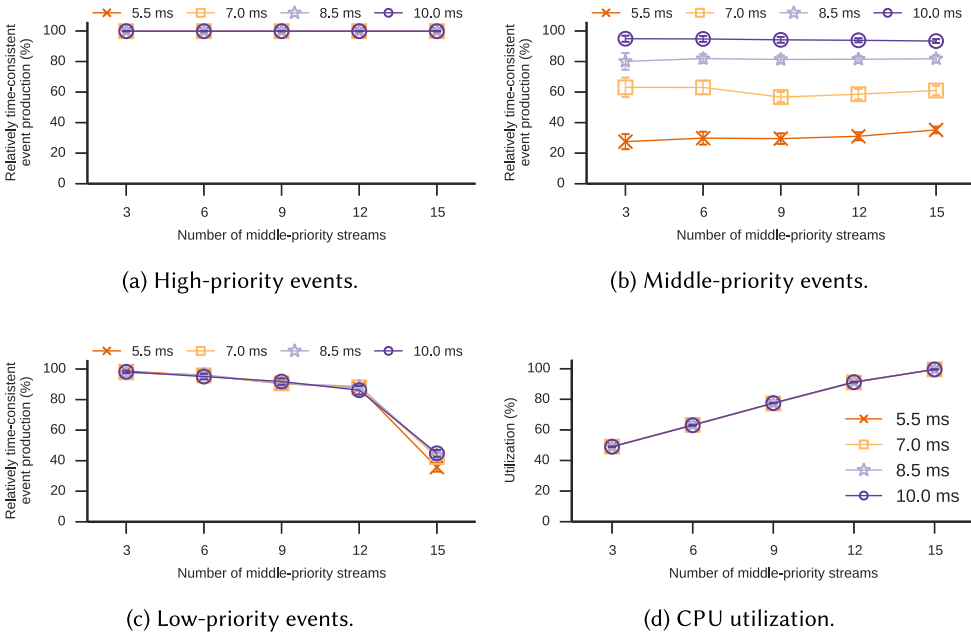 5.5 ms 7.0 ms 8.5 ms 10.0 ms
Relatively time-consistent
event production (%)
100
80
60
40
20
0
3 6 9 12 15
Number of middle-priority streams
(a) High-priority events.
5.5 ms 7.0 ms 8.5 ms 10.0 ms
Relatively time-consistent
event production (%)
100
80
60
40
20
0
3 6 9 12 15
Number of middle-priority streams
(b) Middle-priority events.
5.5 ms 7.0 ms 8.5 ms 10.0 ms
Relatively time-consistent
event production (%)
100
80
60
40
20
0
3 6 9 12 15
Number of middle-priority streams
(c) Low-priority events.
Utilization (%)
100
80
60
40
20
0
5.5 ms
7.0 ms
8.5 ms
10.0 ms
3 6 9 12 15
Number of middle-priority streams
(d) CPU utilization.